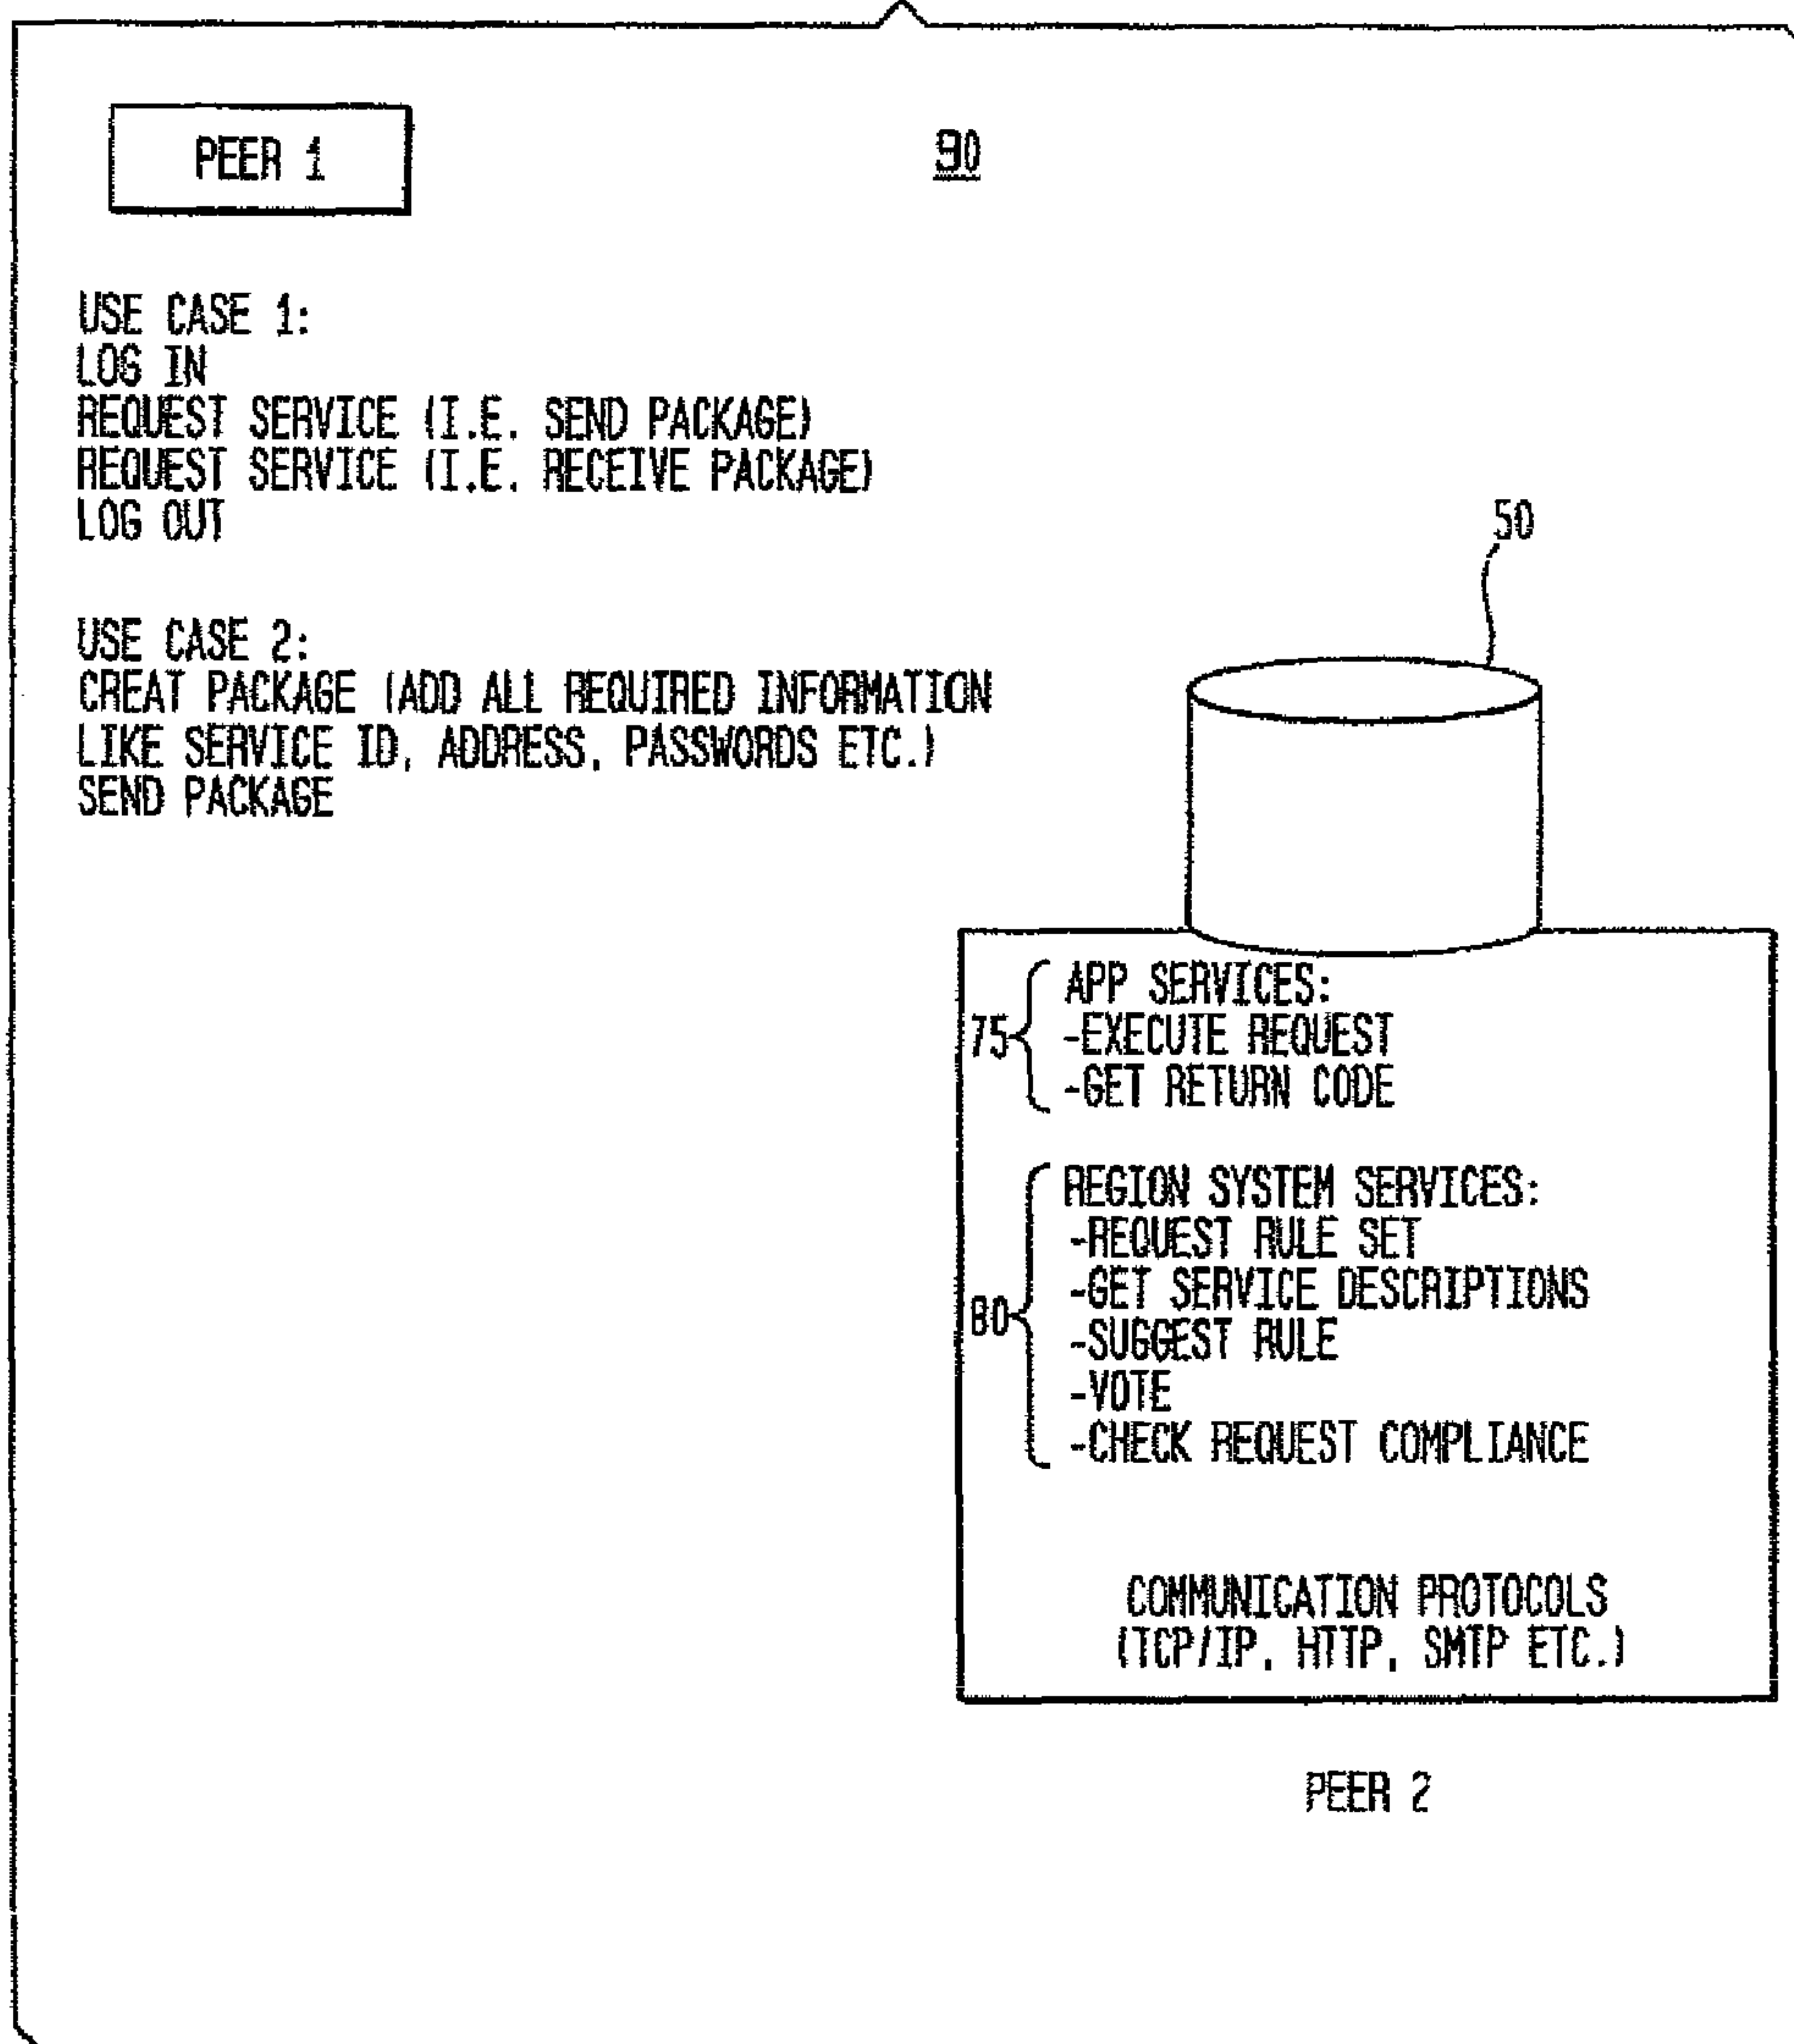 PEER 1
90
USE CASE 1:
LOG IN
REQUEST SERVICE (I.E. SEND PACKAGE)
REQUEST SERVICE (I.E. RECEIVE PACKAGE)
LOG OUT
USE CASE 2:
CREAT PACKAGE (ADD ALL REQUIRED INFORMATION
LIKE SERVICE ID, ADDRESS, PASSWORDS ETC.)
SEND PACKAGE
50
75
APP SERVICES:
-EXECUTE REQUEST
-GET RETURN CODE
80
REGION SYSTEM SERVICES:
-REQUEST RULE SET
-GET SERVICE DESCRIPTIONS
-SUGGEST RULE
-VOTE
-CHECK REQUEST COMPLIANCE
COMMUNICATION PROTOCOLS
(TCP/IP, HTTP, SMTP ETC.)
PEER 2